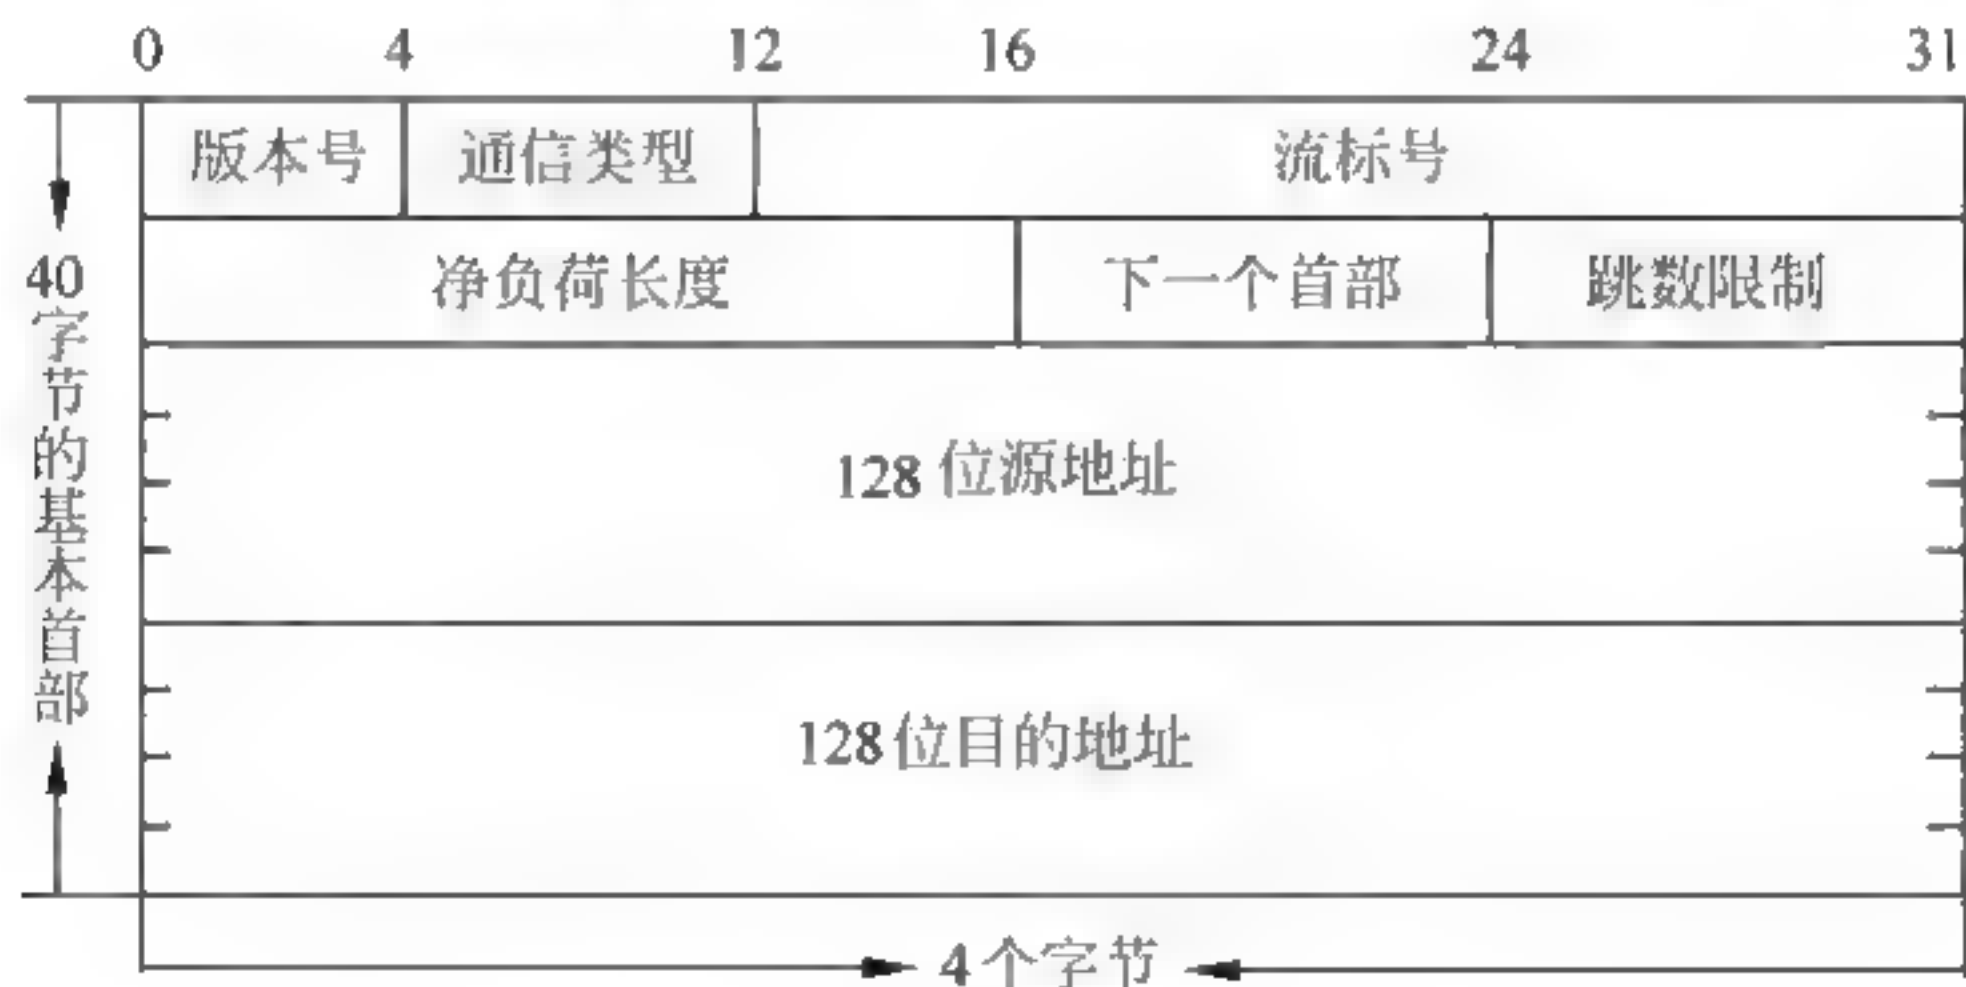 0 4 12 16 24 31
版本号 通信类型 流标号
净负荷长度 下一个首部 跳数限制
40字节的基本首部
128位源地址
128位目的地址
4个字节